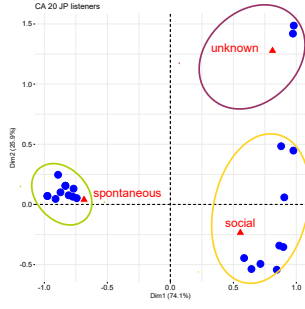 CA 20 JP listeners
1.5
unknown
1.0
Dim2 (25.9%)
0.5
spontaneous
0.0
social
-0.5
-1.0 -0.5 0.0 0.5 1.0
Dim1 (74.1%)